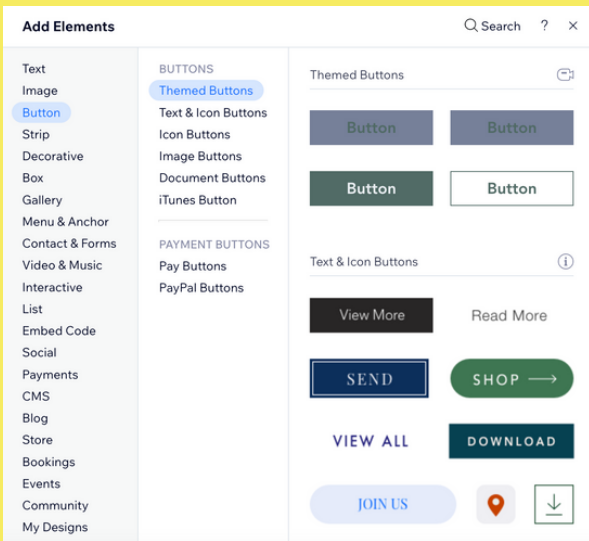 Add Elements
Search ? ×
Text
Image
Button
Strip
Decorative
Box
Gallery
Menu & Anchor
Contact & Forms
Video & Music
Interactive
List
Embed Code
Social
Payments
CMS
Blog
Store
Bookings
Events
Community
My Designs
BUTTONS
Themed Buttons
Text & Icon Buttons
Icon Buttons
Image Buttons
Document Buttons
iTunes Button
PAYMENT BUTTONS
Pay Buttons
PayPal Buttons
Themed Buttons
Button Button
Button Button
Text & Icon Buttons
View More Read More
SEND SHOP
VIEW ALL DOWNLOAD
JOIN US